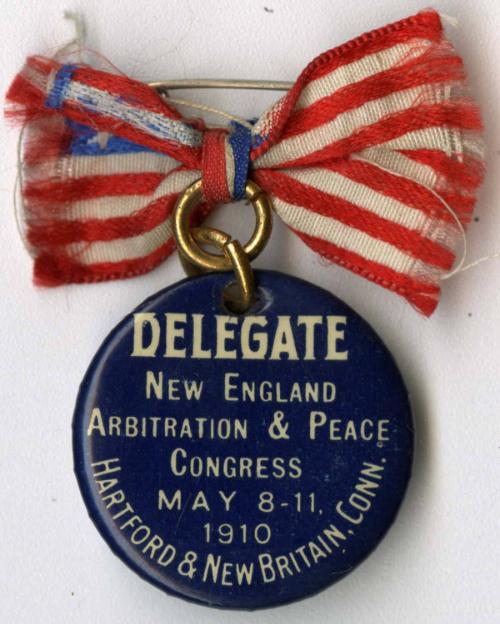 DELEGATE
NEW ENGLAND
ARBITRATION & PEACE
CONGRESS
MAY 8-11,
1910
HARTFORD & NEW BRITAIN, CONN.